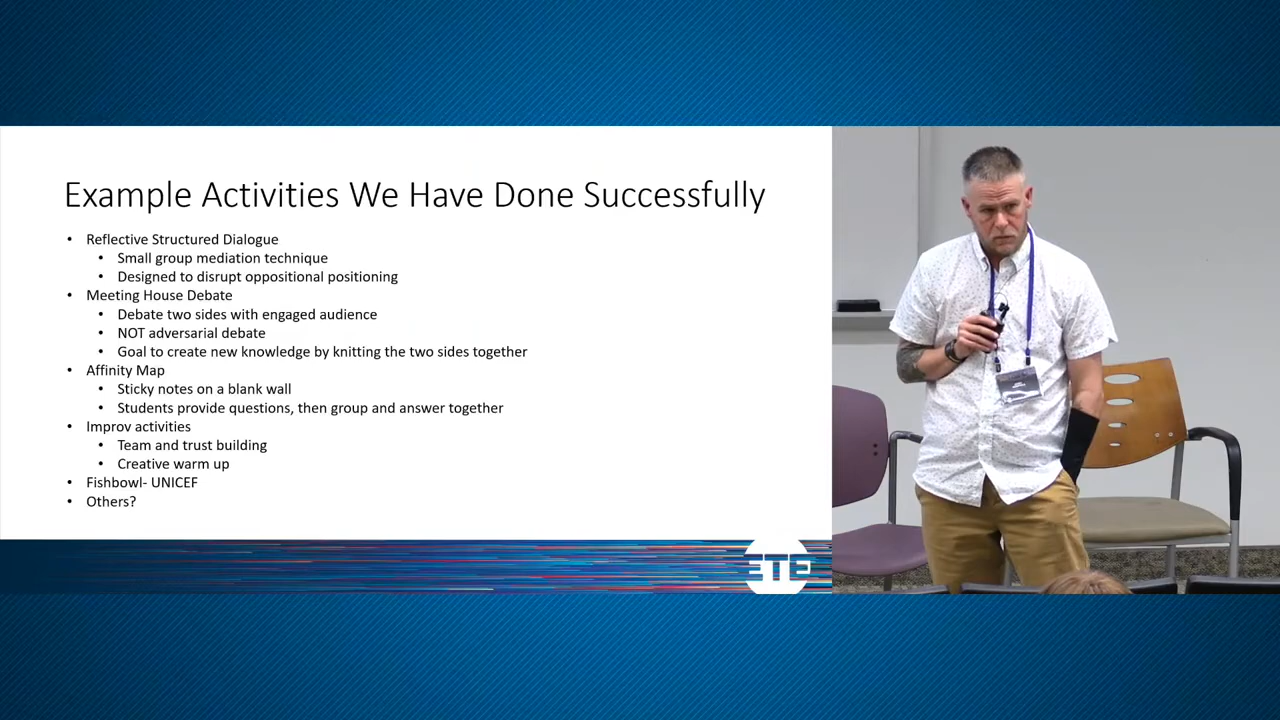 Example Activities We Have Done Successfully
• Reflective Structured Dialogue
• Small group mediation technique
• Designed to disrupt oppositional positioning
• Meeting House Debate
• Debate two sides with engaged audience
• NOT adversarial debate
• Goal to create new knowledge by knitting the two sides together
• Affinity Map
• Sticky notes on a blank wall
• Students provide questions, then group and answer together
• Improv activities
• Team and trust building
• Creative warm up
• Fishbowl- UNICEF
• Others?
ETE